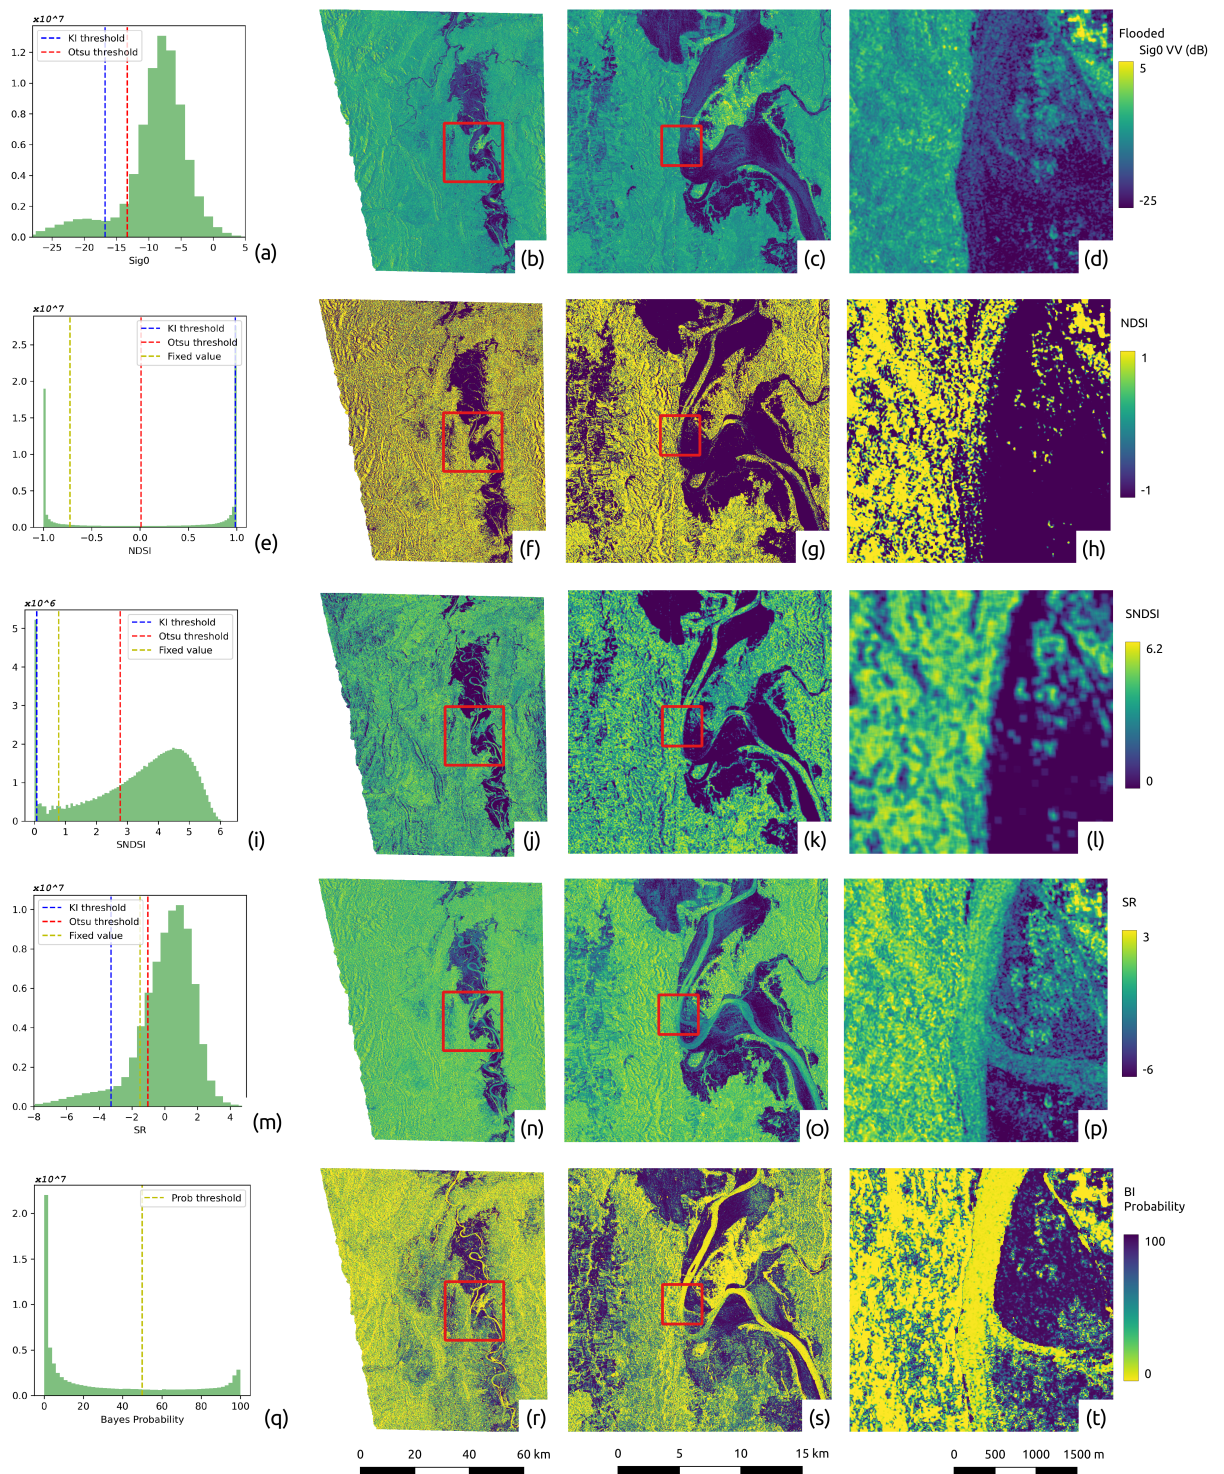 x10^7
KI threshold
Otsu threshold
1.2
1.0
0.8
0.6
0.4
0.2
0.0
−25 −20 −15 −10 −5 0 5
Sig0
(a)
(b)
(c)
(d)
Flooded
Sig0 VV (dB)
5
-25
x10^7
KI threshold
Otsu threshold
Fixed value
2.5
2.0
1.5
1.0
0.5
0.0
−1.0 −0.5 0.0 0.5 1.0
NDSI
(e)
(f)
(g)
(h)
NDSI
1
-1
x10^6
KI threshold
Otsu threshold
Fixed value
5
4
3
2
1
0
0 1 2 3 4 5 6
SNDSI
(i)
(j)
(k)
(l)
SNDSI
6.2
0
x10^7
KI threshold
Otsu threshold
Fixed value
1.0
0.8
0.6
0.4
0.2
0.0
−8 −6 −4 −2 0 2 4
SR
(m)
(n)
(o)
(p)
SR
3
-6
x10^7
Prob threshold
2.0
1.5
1.0
0.5
0.0
0 20 40 60 80 100
Bayes Probability
(q)
(r)
(s)
(t)
BI
Probability
100
0
0 20 40 60 km
0 5 10 15 km
0 500 1000 1500 m